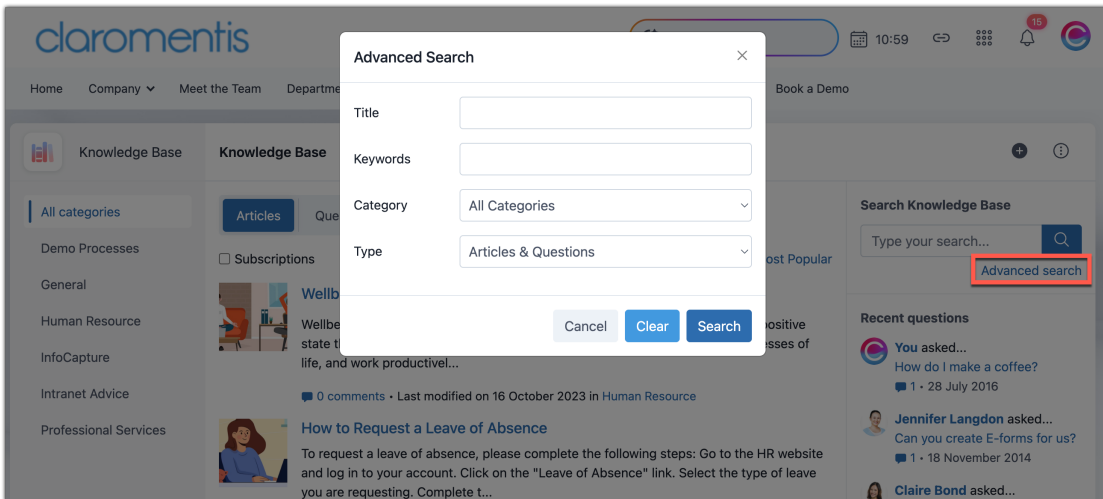 claromentis
10:59
15
Home Company Meet the Team Departme
Book a Demo
Advanced Search
Title
Keywords
Category All Categories
Type Articles & Questions
Cancel Clear Search
Knowledge Base
All categories
Demo Processes
General
Human Resource
InfoCapture
Intranet Advice
Professional Services
Knowledge Base
Articles Que
Subscriptions
ost Popular
Wellb
Wellbe
ositive
state t
esses of
life, and work productivel...
0 comments • Last modified on 16 October 2023 in Human Resource
How to Request a Leave of Absence
To request a leave of absence, please complete the following steps: Go to the HR website
and log in to your account. Click on the "Leave of Absence" link. Select the type of leave
you are requesting. Complete t...
Search Knowledge Base
Type your search...
Advanced search
Recent questions
You asked...
How do I make a coffee?
1 • 28 July 2016
Jennifer Langdon asked...
Can you create E-forms for us?
1 • 18 November 2014
Claire Bond asked...